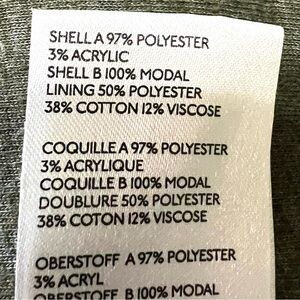 SHELL A 97% POLYESTER
3% ACRYLIC
SHELL B 100% MODAL
LINING 50% POLYESTER
38% COTTON 12% VISCOSE
COQUILLE A 97% POLYESTER
3% ACRYLIQUE
COQUILLE B 100% MODAL
DOUBLURE 50% POLYESTER
38% COTON 12% VISCOSE
OBERSTOFF A 97% POLYESTER
3% ACRYL
OBERSTOFF B 100% MODAL